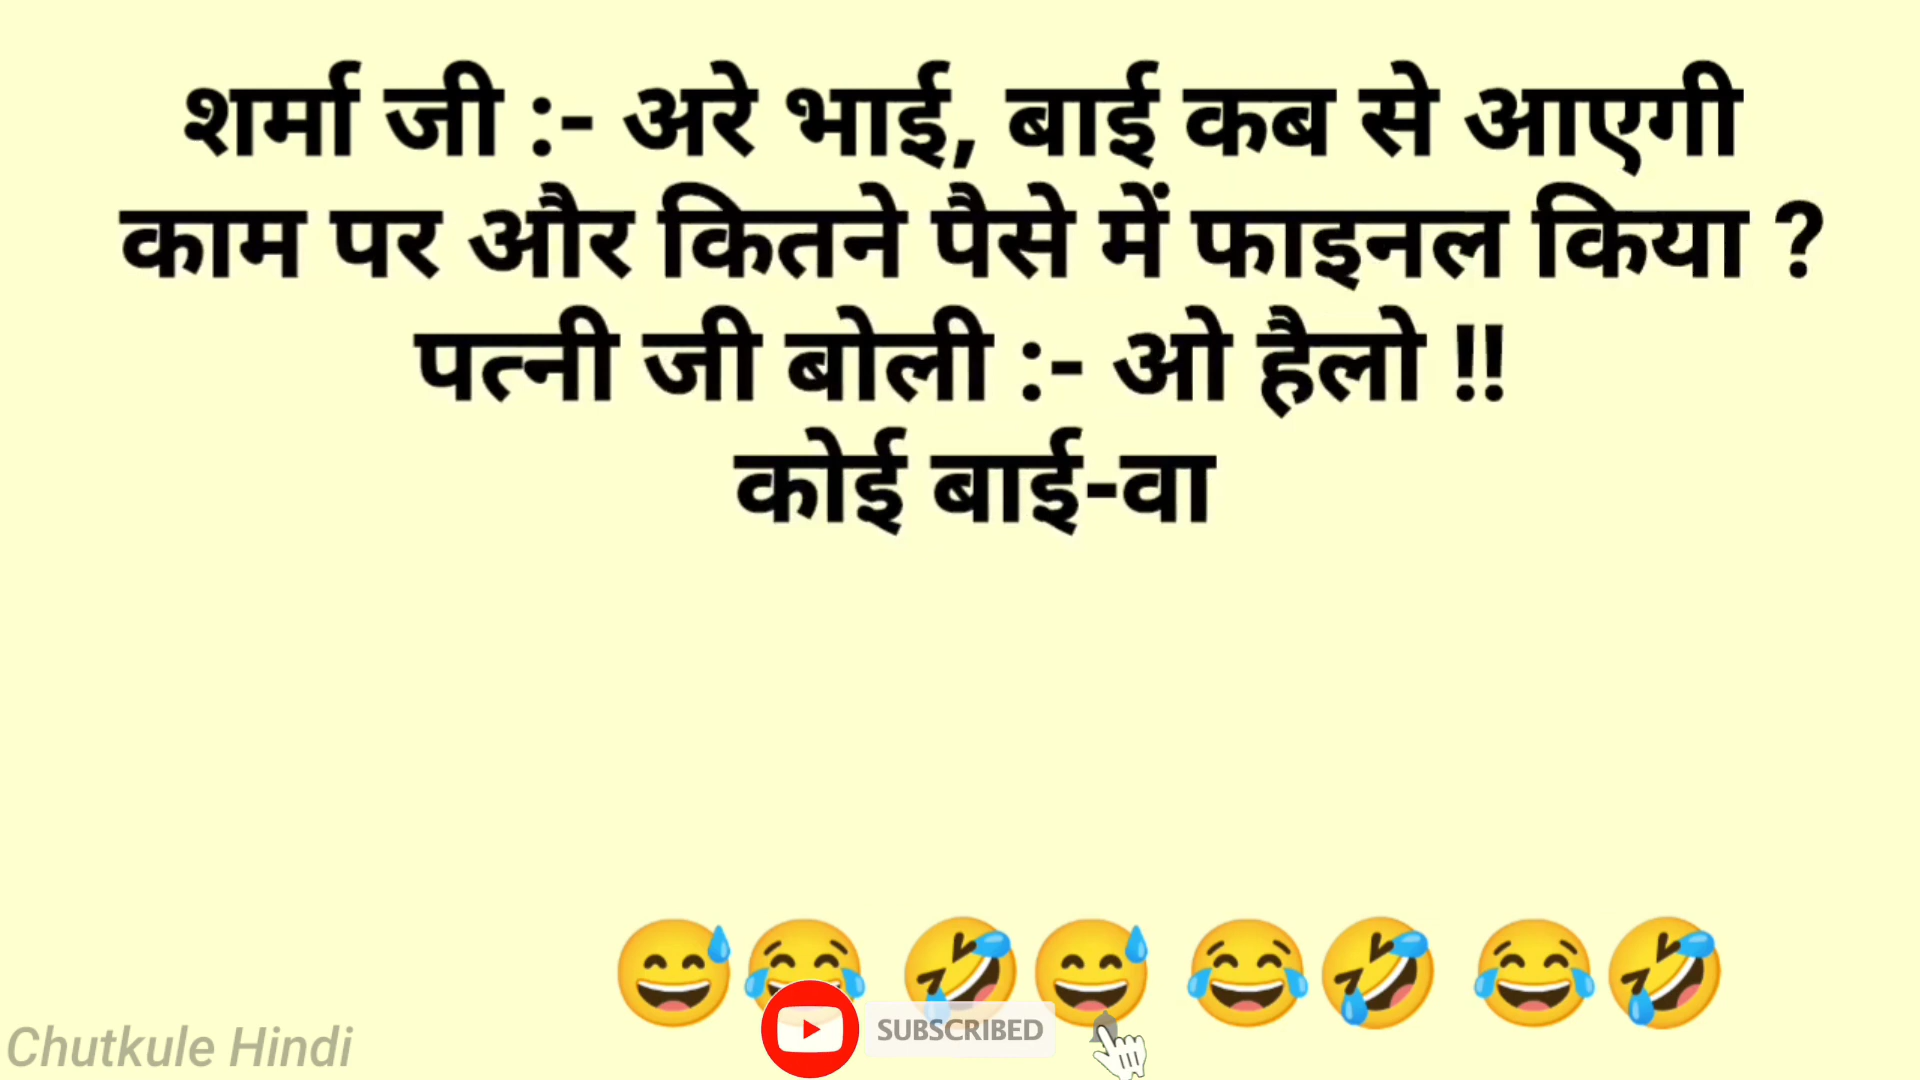 शर्मा जी :- अरे भाई, बाई कब से आएगी
काम पर और कितने पैसे में फाइनल किया ?
पत्नी जी बोली :- ओ हैलो !!
कोई बाई-वा
SUBSCRIBED
Chutkule Hindi